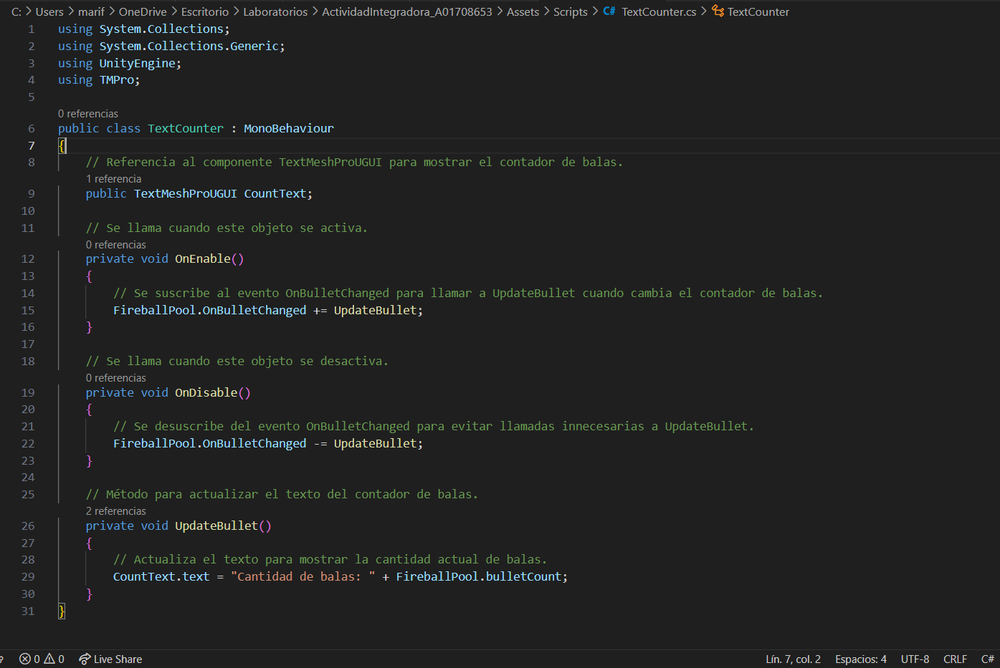 C: > Users > marif > OneDrive > Escritorio > Laboratorios > ActividadIntegradora_A01708653 > Assets > Scripts > C# TextCounter.cs > TextCounter
1 using System.Collections;
2 using System.Collections.Generic;
3 using UnityEngine;
4 using TMPro;
5
0 referencias
6 public class TextCounter : MonoBehaviour
7 {
8 // Referencia al componente TextMeshProUGUI para mostrar el contador de balas.
1 referencia
9 public TextMeshProUGUI CountText;
10
11 // Se llama cuando este objeto se activa.
0 referencias
12 private void OnEnable()
13 {
14 // Se suscribe al evento OnBulletChanged para llamar a UpdateBullet cuando cambia el contador de balas.
15 FireballPool.OnBulletChanged += UpdateBullet;
16 }
17
18 // Se llama cuando este objeto se desactiva.
0 referencias
19 private void OnDisable()
20 {
21 // Se desuscribe del evento OnBulletChanged para evitar llamadas innecesarias a UpdateBullet.
22 FireballPool.OnBulletChanged -= UpdateBullet;
23 }
24
25 // Método para actualizar el texto del contador de balas.
2 referencias
26 private void UpdateBullet()
27 {
28 // Actualiza el texto para mostrar la cantidad actual de balas.
29 CountText.text = "Cantidad de balas: " + FireballPool.bulletCount;
30 }
31 }
0 0 Live Share Lín. 7, col. 2 Espacios: 4 UTF-8 CRLF C#